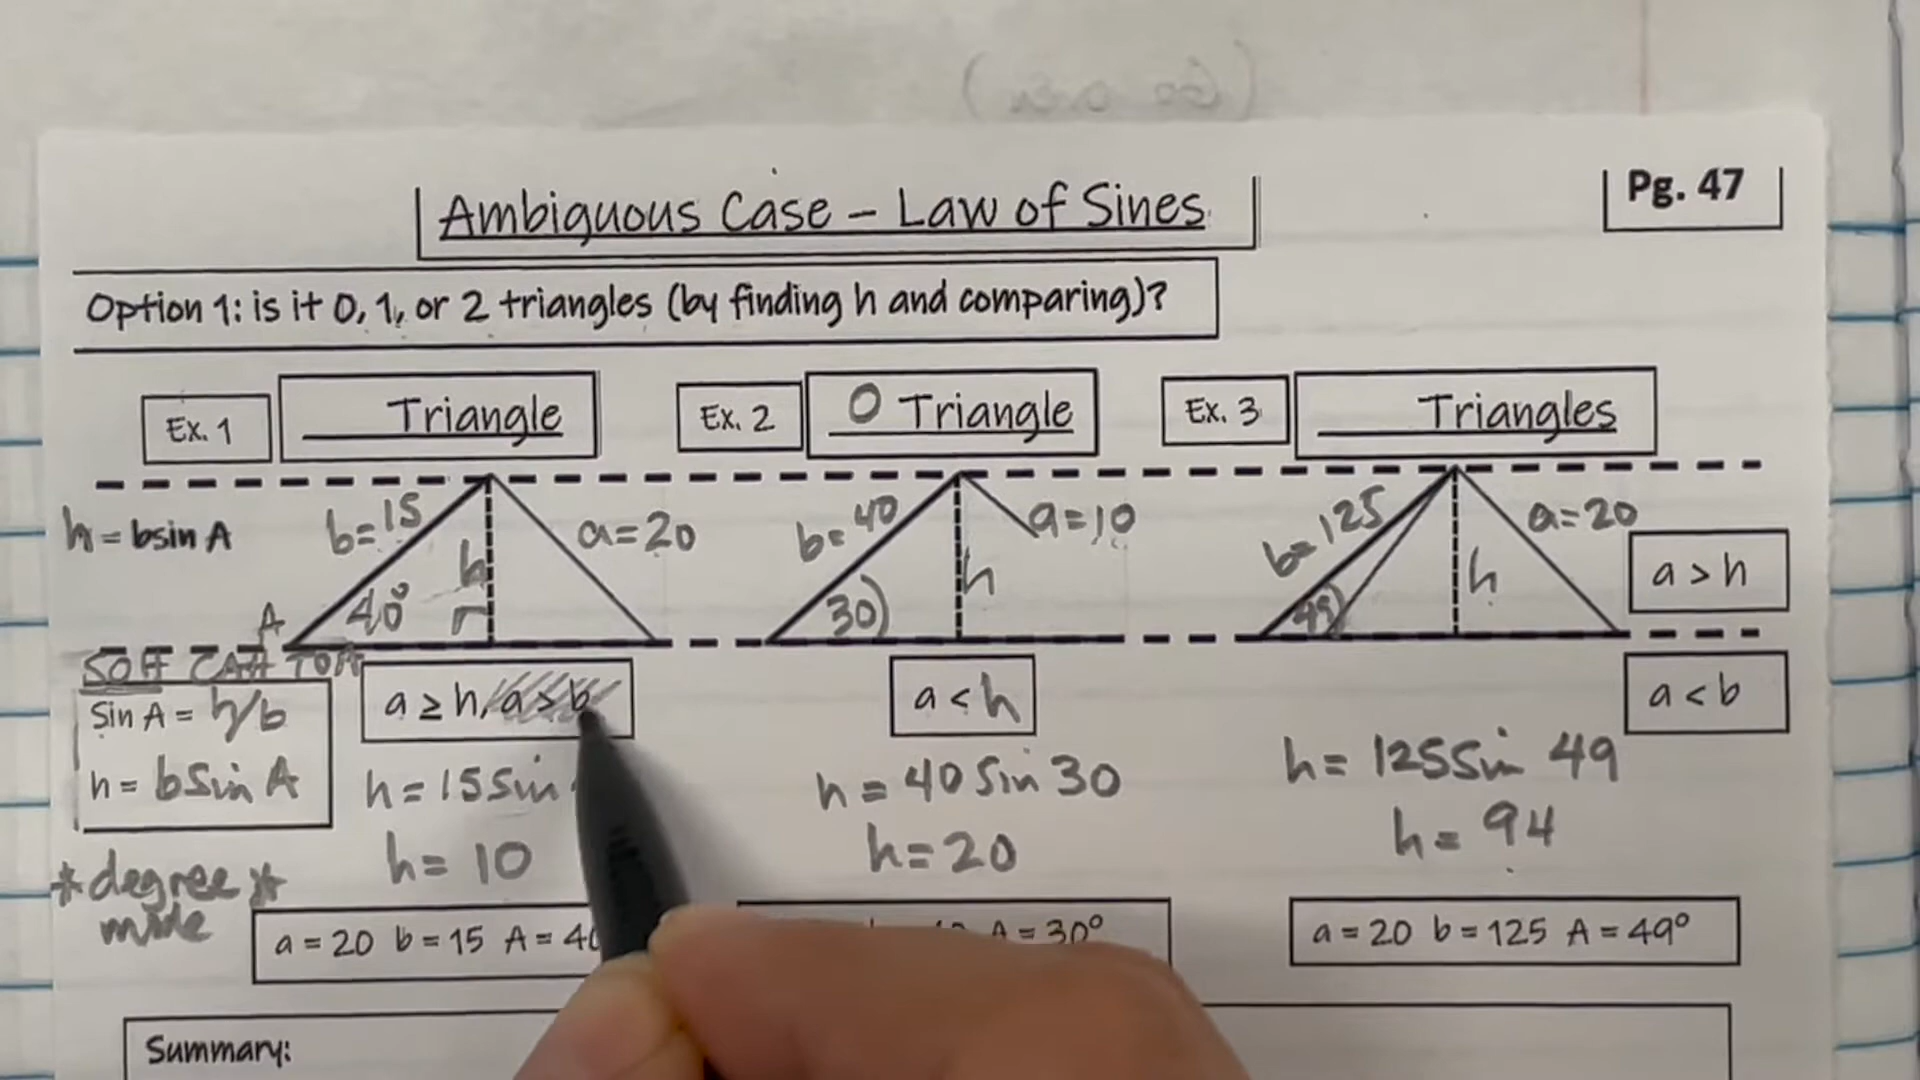 Ambiguous Case – Law of Sines
Pg. 47
Option 1: is it 0, 1, or 2 triangles (by finding h and comparing)?
Ex. 1
Triangle
Ex. 2
0 Triangle
Ex. 3
Triangles
h = bsin A
b=15
a=20
h
40°
A
b=40
a=10
h
30
b=125
a=20
h
49
a > h
SOH CAH TOA
Sin A = h/b
h = bSin A
a ≥ h, a > b
a < h
a < b
h = 15Sin
h = 10
h = 40 Sin 30
h = 20
h = 125Sin 49
h = 94
*degree*
mode
a = 20 b = 15 A = 40
A = 30°
a = 20 b = 125 A = 49°
Summary: